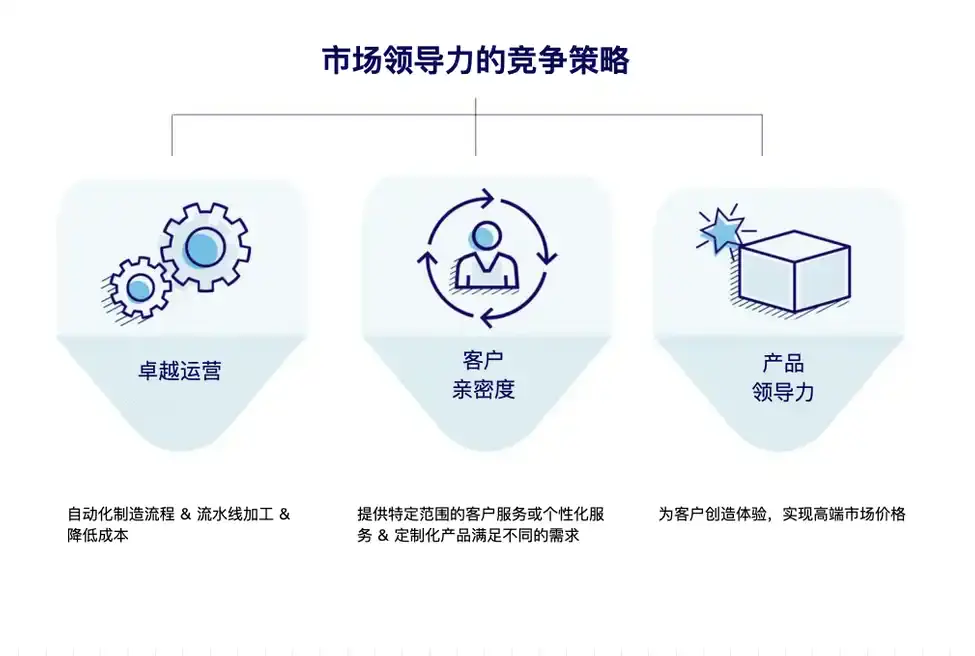 市场领导力的竞争策略
卓越运营
客户
亲密度
产品
领导力
自动化制造流程 & 流水线加工 &
降低成本
提供特定范围的客户服务或个性化服
务 & 定制化产品满足不同的需求
为客户创造体验，实现高端市场价格